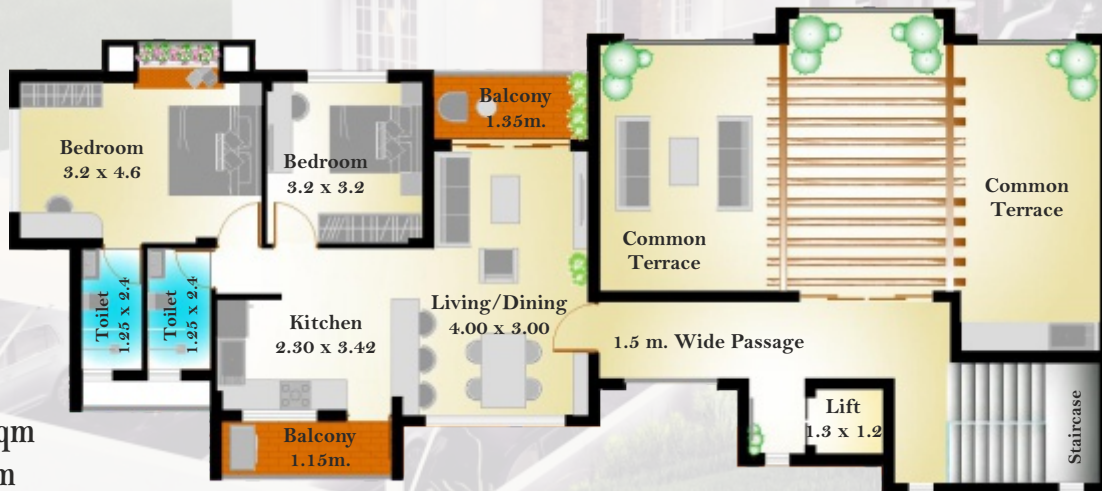 Bedroom
3.2 x 4.6
Bedroom
3.2 x 3.2
Balcony
1.35m.
Common
Terrace
Common
Terrace
Toilet
1.25 x 2.4
Toilet
1.25 x 2.4
Kitchen
2.30 x 3.42
Living/Dining
4.00 x 3.00
1.5 m. Wide Passage
Lift
1.3 x 1.2
Staircase
Balcony
1.15m.
qm
m